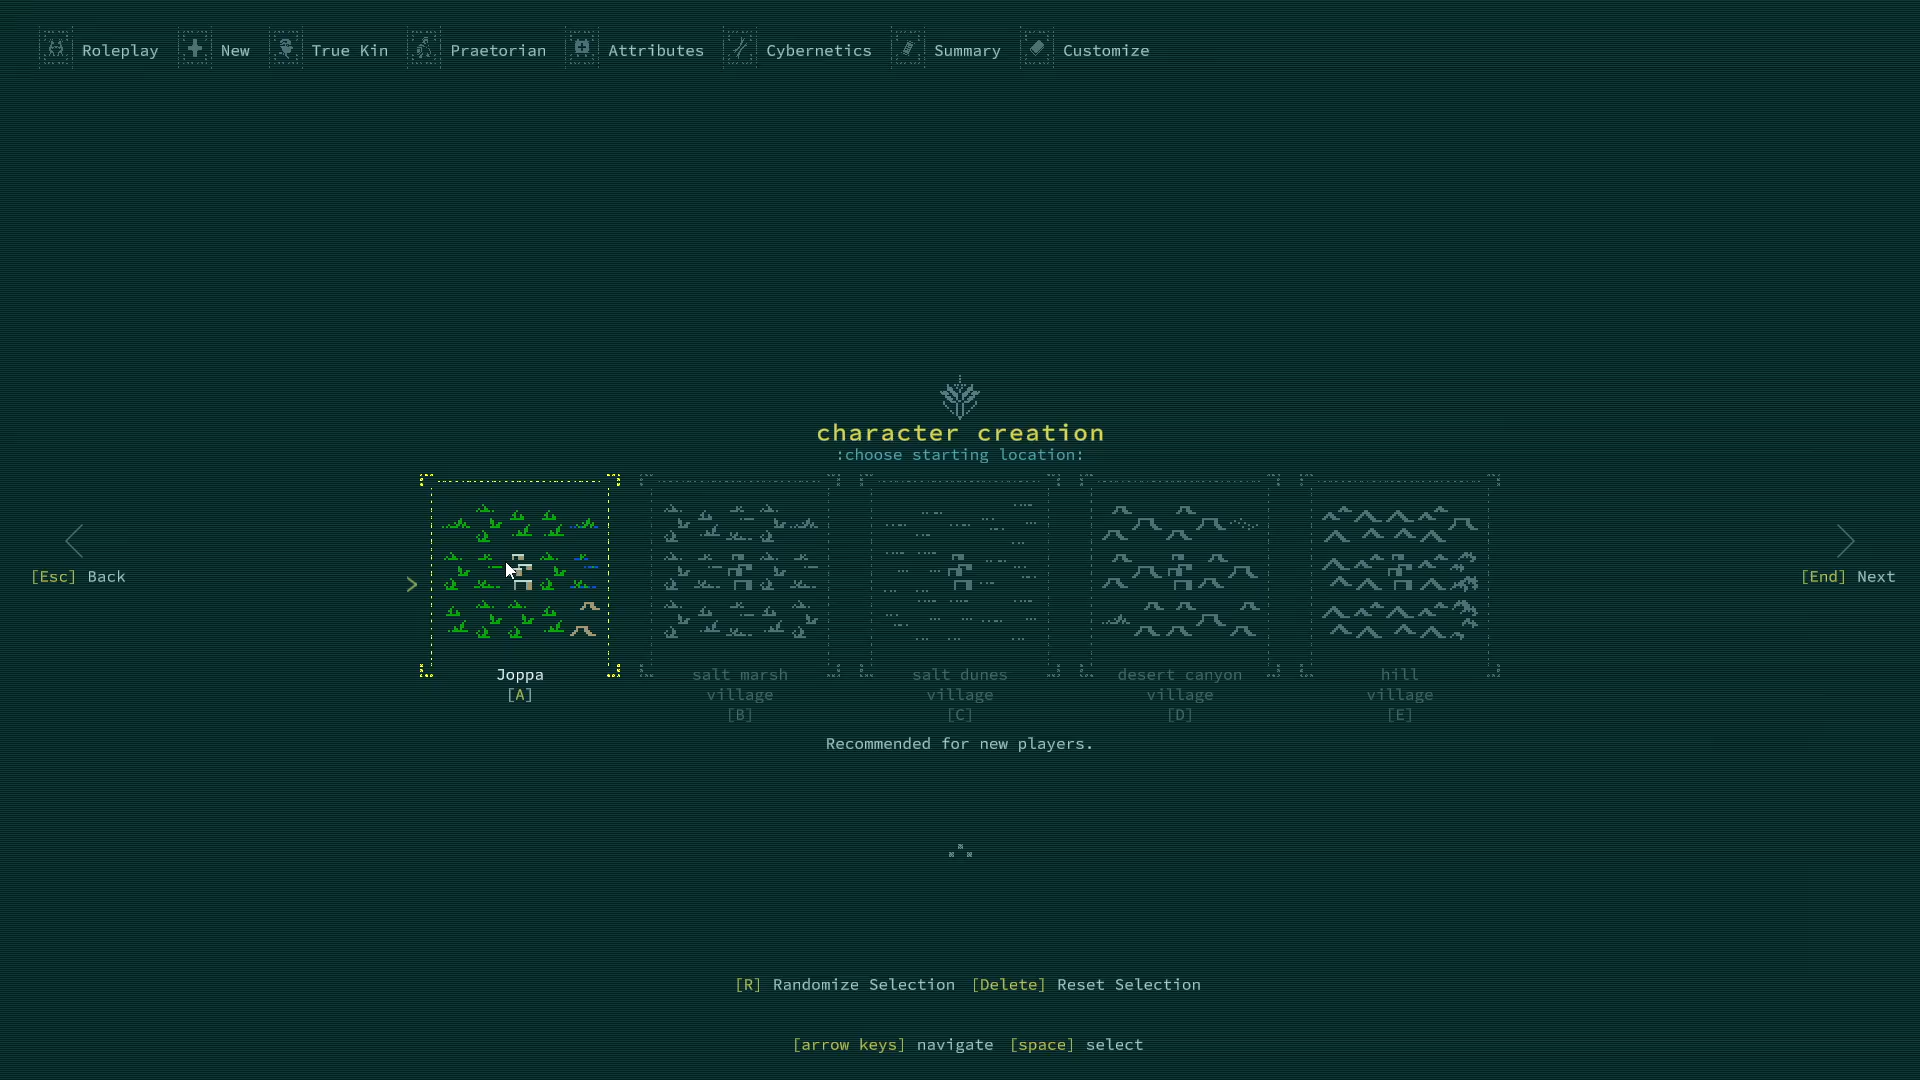 Roleplay New True Kin Praetorian Attributes Cybernetics Summary Customize
character creation
:choose starting location:
[Esc] Back
[End] Next
>
Joppa
[A]
salt marsh
village
[B]
salt dunes
village
[C]
desert canyon
village
[D]
hill
village
[E]
Recommended for new players.
[R] Randomize Selection [Delete] Reset Selection
[arrow keys] navigate [space] select